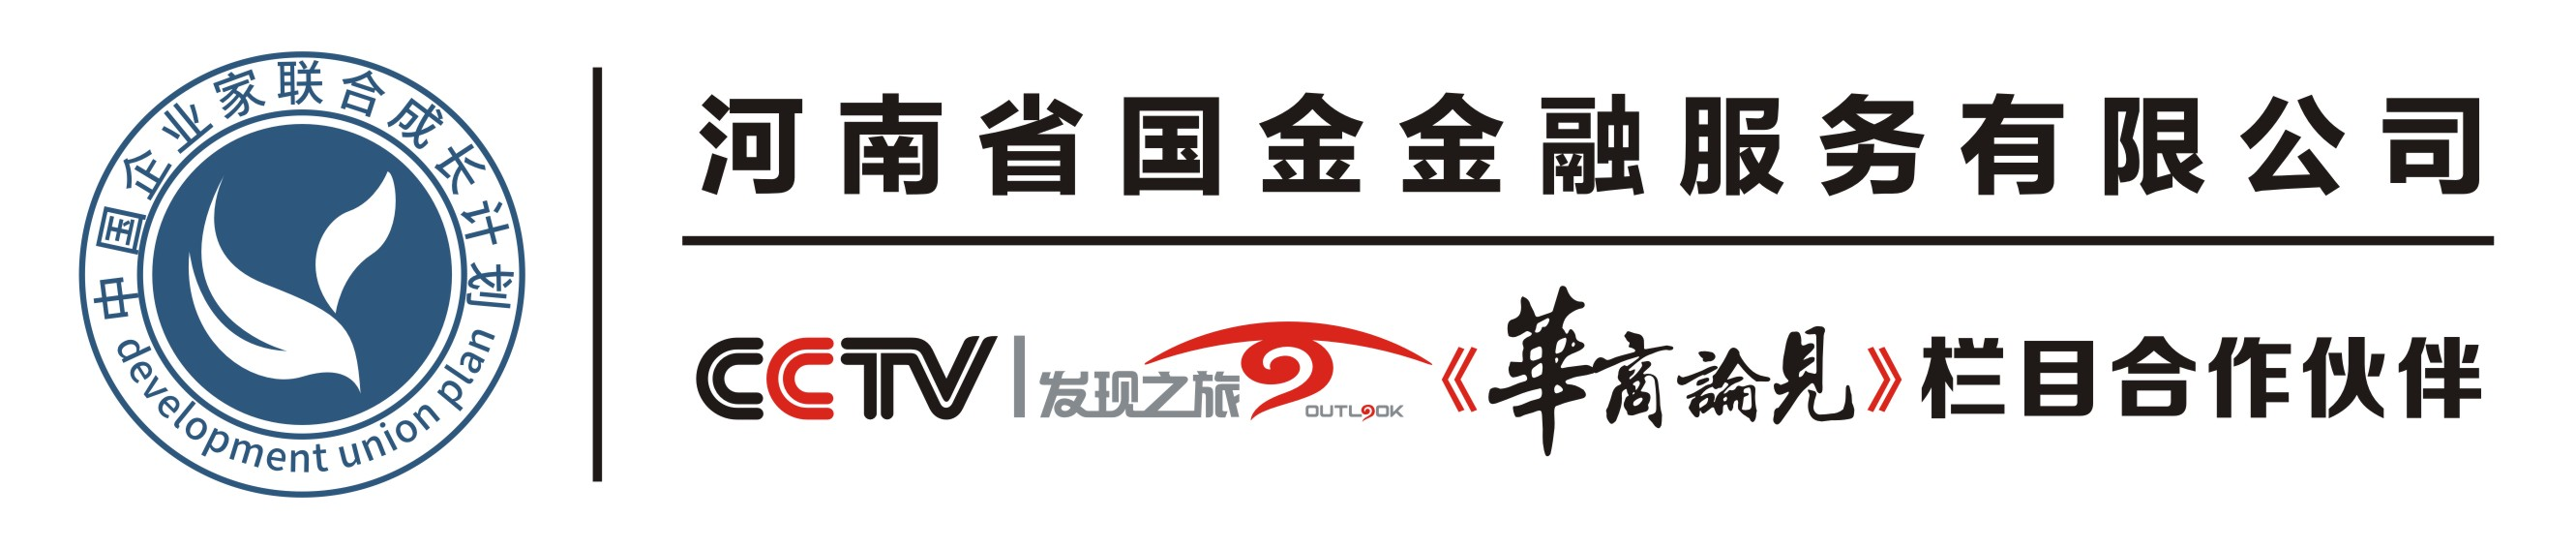 中国企业家联合成长计划
development union plan
河南省国金金融服务有限公司
CCTV 发现之旅 OUTLOOK 《華商論見》栏目合作伙伴